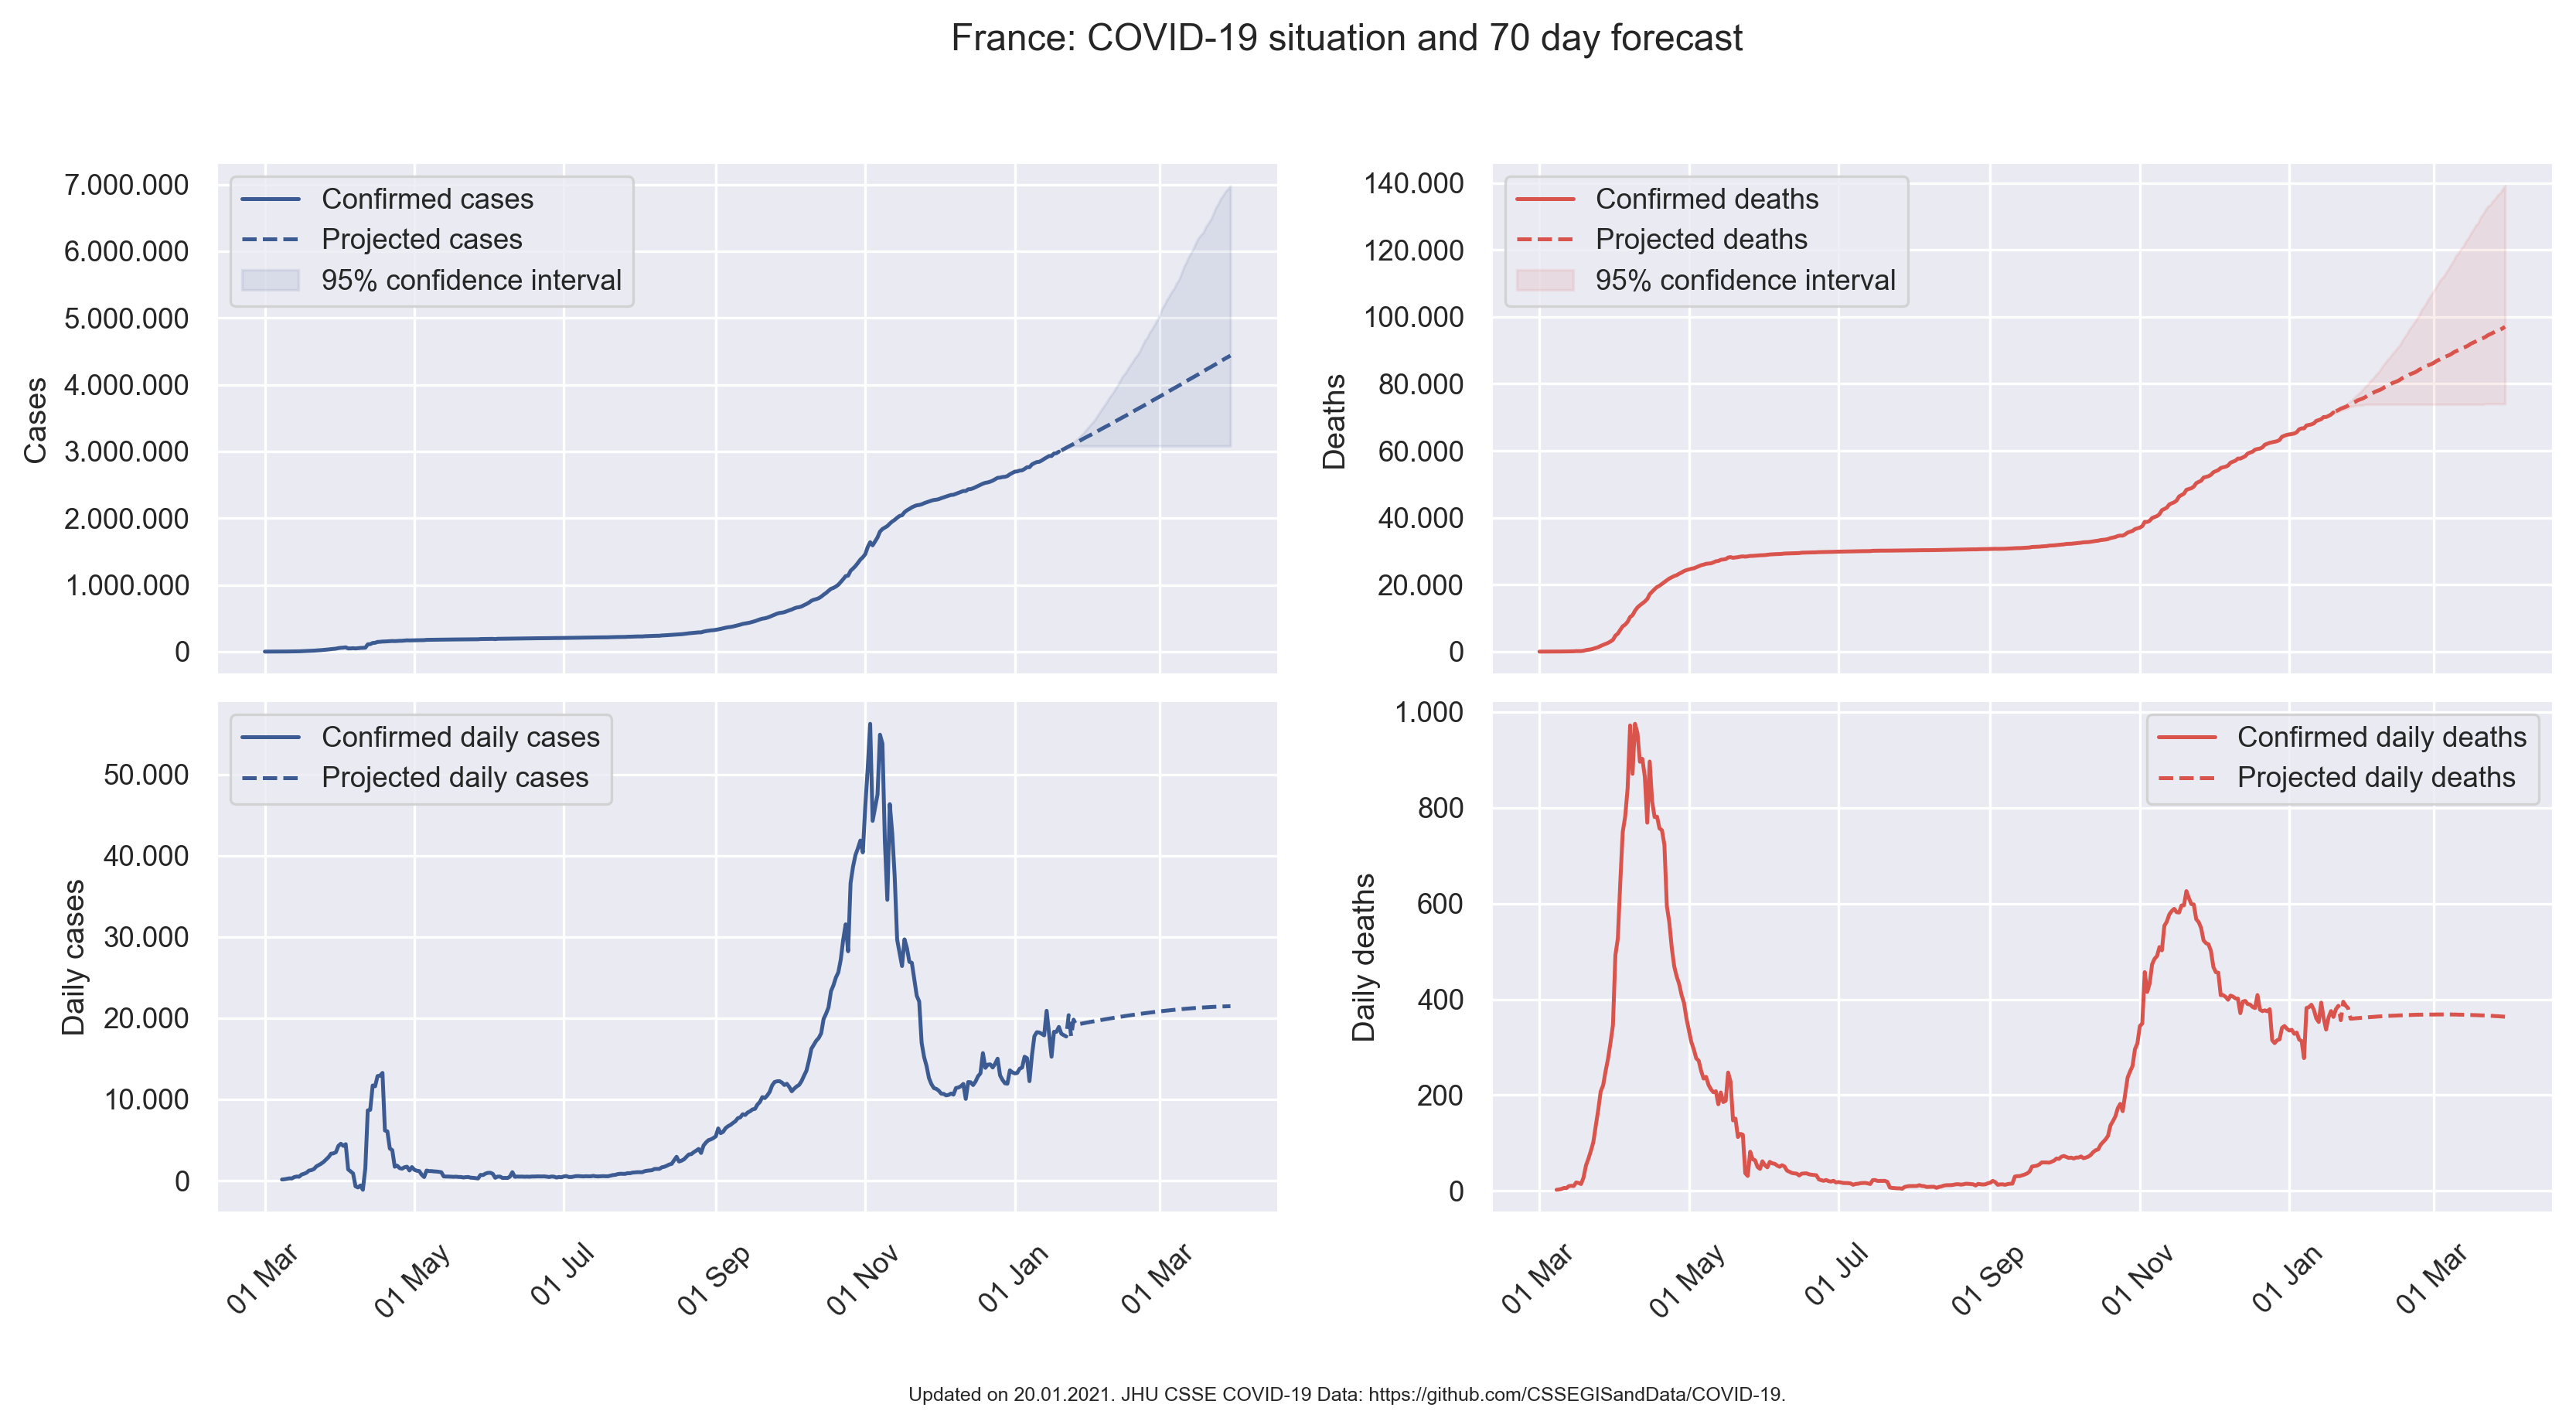 France: COVID-19 situation and 70 day forecast
Cases
7.000.000
6.000.000
5.000.000
4.000.000
3.000.000
2.000.000
1.000.000
0
Confirmed cases
Projected cases
95% confidence interval
Deaths
140.000
120.000
100.000
80.000
60.000
40.000
20.000
0
Confirmed deaths
Projected deaths
95% confidence interval
Daily cases
50.000
40.000
30.000
20.000
10.000
0
Confirmed daily cases
Projected daily cases
01 Mar
01 May
01 Jul
01 Sep
01 Nov
01 Jan
01 Mar
Daily deaths
1.000
800
600
400
200
0
Confirmed daily deaths
Projected daily deaths
01 Mar
01 May
01 Jul
01 Sep
01 Nov
01 Jan
01 Mar
Updated on 20.01.2021. JHU CSSE COVID-19 Data: https://github.com/CSSEGISandData/COVID-19.